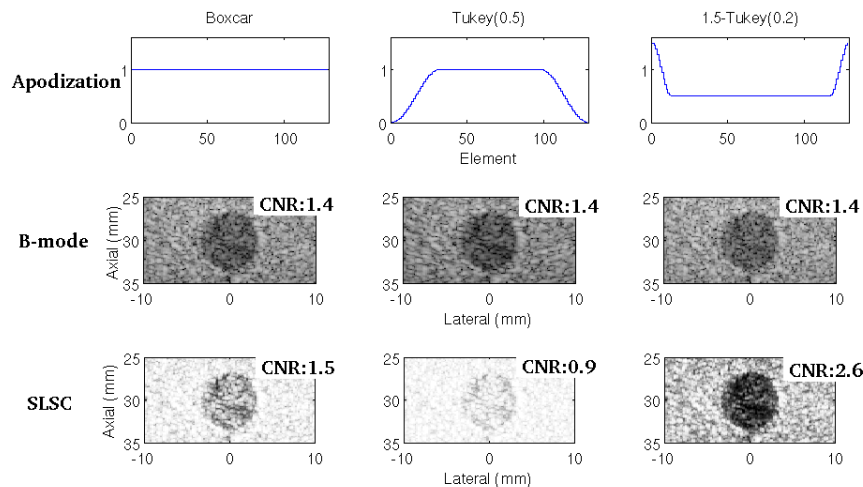 Boxcar Tukey(0.5) 1.5-Tukey(0.2)
Apodization
1 1 1
0 0 0
0 50 100 0 50 100 0 50 100
Element
B-mode
Axial (mm)
25 25 25
CNR:1.4 CNR:1.4 CNR:1.4
30 30 30
35 35 35
-10 0 10 -10 0 10 -10 0 10
Lateral (mm)
SLSC
Axial (mm)
25 25 25
CNR:1.5 CNR:0.9 CNR:2.6
30 30 30
35 35 35
-10 0 10 -10 0 10 -10 0 10
Lateral (mm)